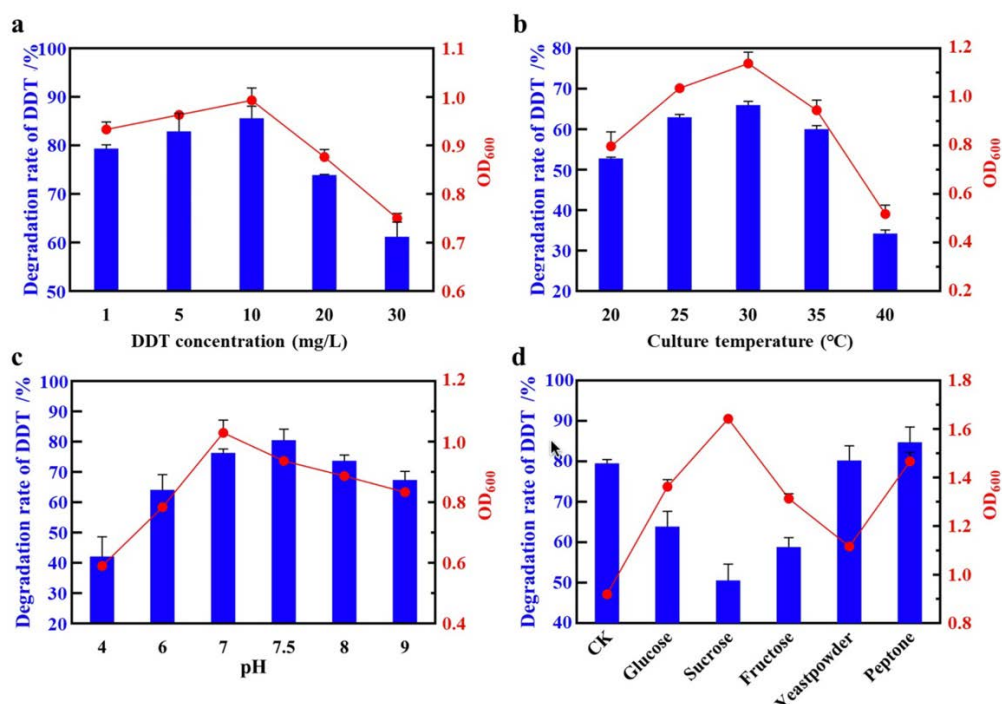 a
Degradation rate of DDT /%
100
90
80
70
60
50
1.1
1.0
0.9
0.8
0.7
0.6
OD600
1 5 10 20 30
DDT concentration (mg/L)
b
Degradation rate of DDT /%
80
70
60
50
40
30
20
1.2
1.0
0.8
0.6
0.4
0.2
OD600
20 25 30 35 40
Culture temperature (°C)
c
Degradation rate of DDT /%
100
90
80
70
60
50
40
30
20
1.2
1.0
0.8
0.6
0.4
OD600
4 6 7 7.5 8 9
pH
d
Degradation rate of DDT /%
100
90
80
70
60
50
40
1.8
1.6
1.4
1.2
1.0
0.8
OD600
CK
Glucose
Sucrose
Fructose
Yeastpowder
Peptone